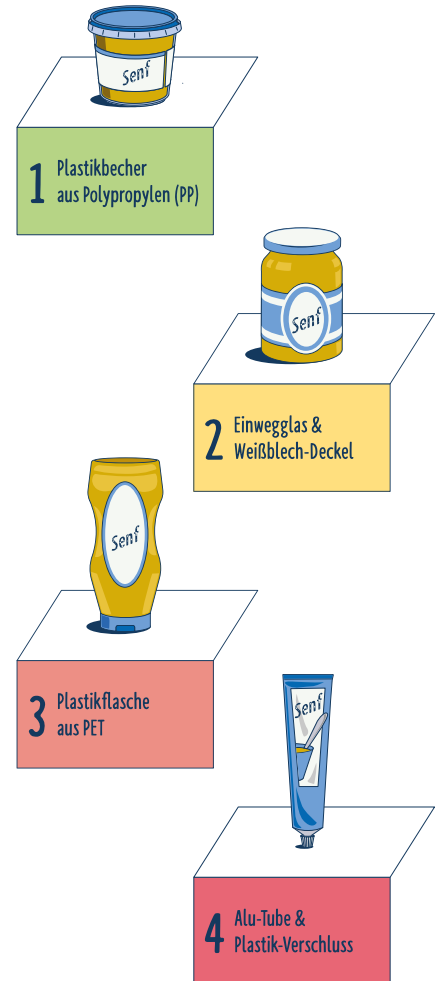 Senf
1 Plastikbecher
aus Polypropylen (PP)
Senf
2 Einwegglas &
Weißblech-Deckel
Senf
3 Plastikflasche
aus PET
Senf
4 Alu-Tube &
Plastik-Verschluss